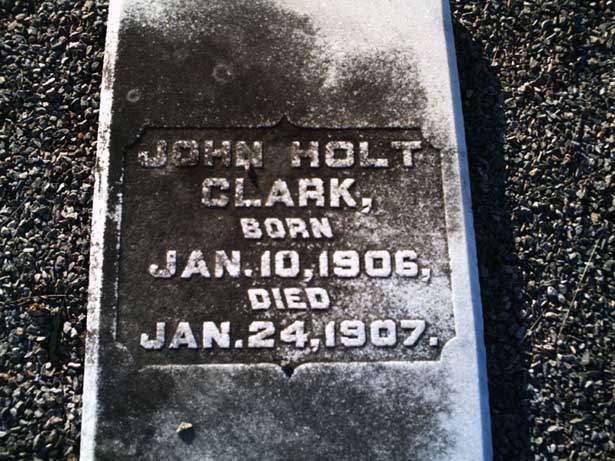 JOHN HOLT
CLARK,
BORN
JAN.10,1906,
DIED
JAN.24,1907.